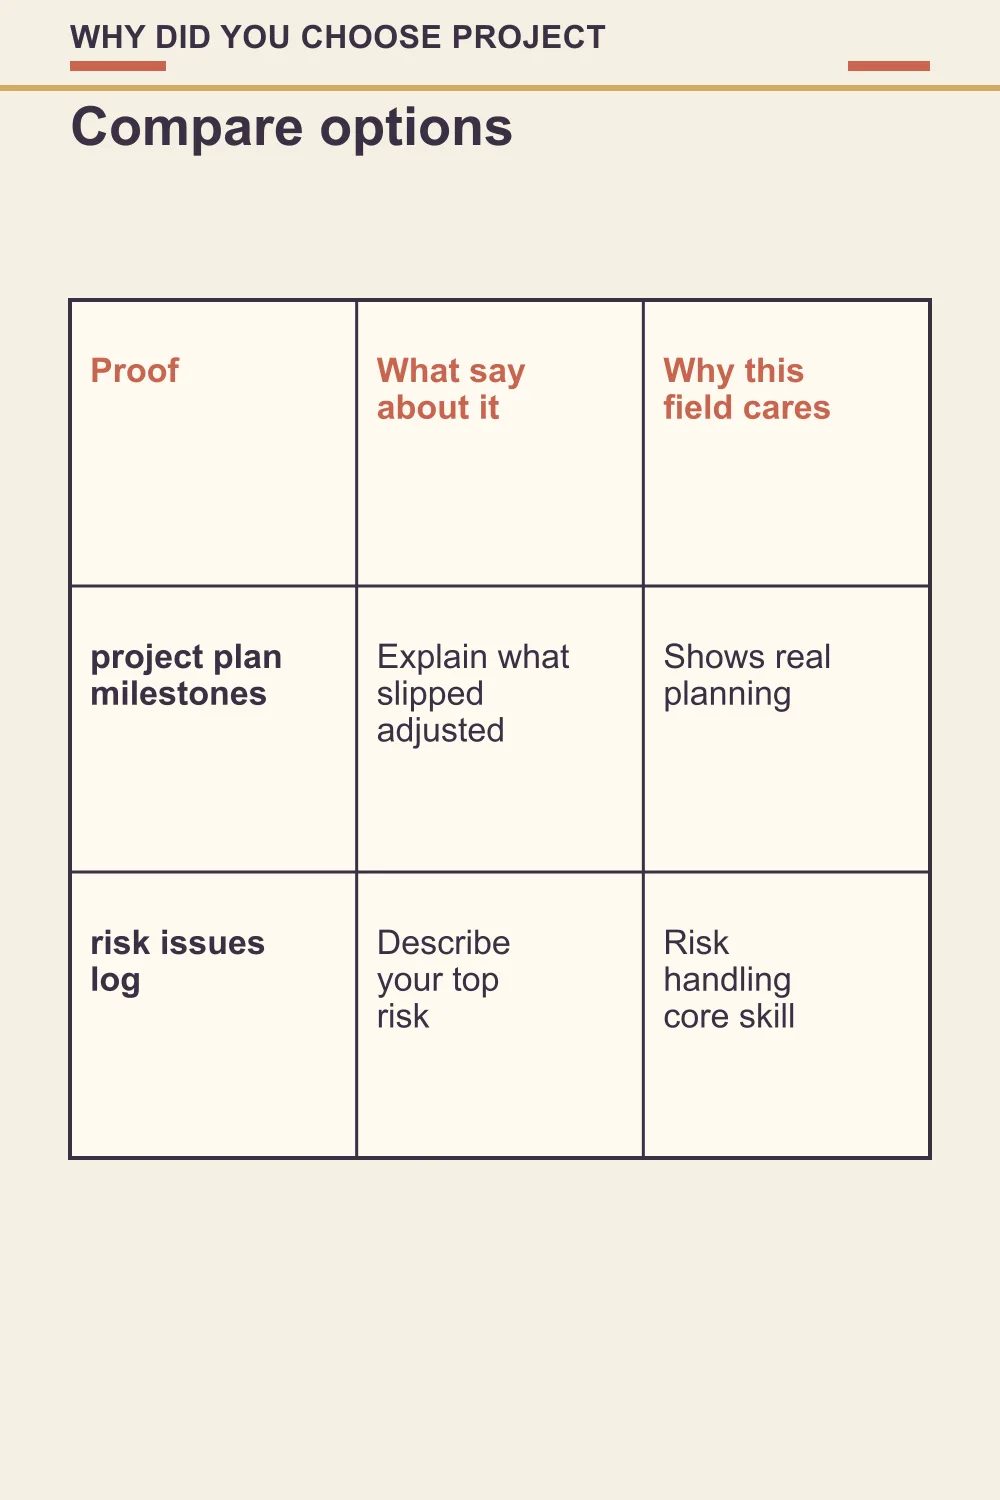 WHY DID YOU CHOOSE PROJECT
Compare options
Proof
What say
about it
Why this
field cares
project plan
milestones
Explain what
slipped
adjusted
Shows real
planning
risk issues
log
Describe
your top
risk
Risk
handling
core skill